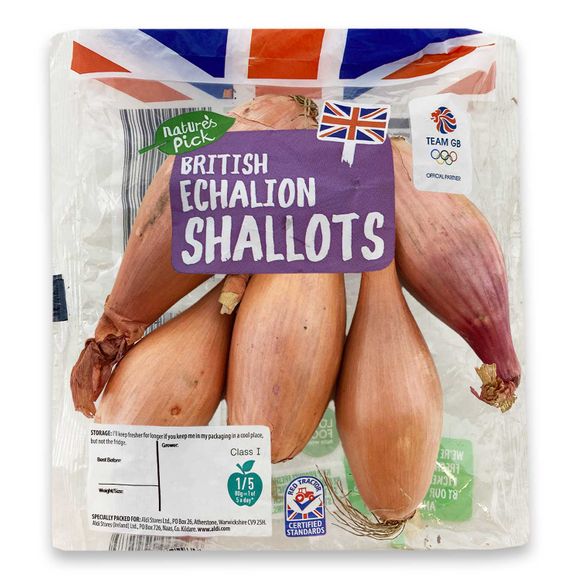 nature's
pick
BRITISH
ECHALION
SHALLOTS
TEAM GB
OFFICIAL PARTNER
STORAGE: I'll keep fresher for longer if you keep me in my packaging in a cool place,
but not the fridge.
Best Before
Grower:
Class I
Weight/Size:
1/5
80g=1 of
5 a day*
SPECIALLY PACKED FOR: Aldi Stores Ltd., PO Box 26, Atherstone, Warwickshire CV9 2SH.
Aldi Stores (Ireland) Ltd., PO Box 726, Naas, Co. Kildare. www.aldi.com
RED TRACTOR
CERTIFIED
STANDARDS